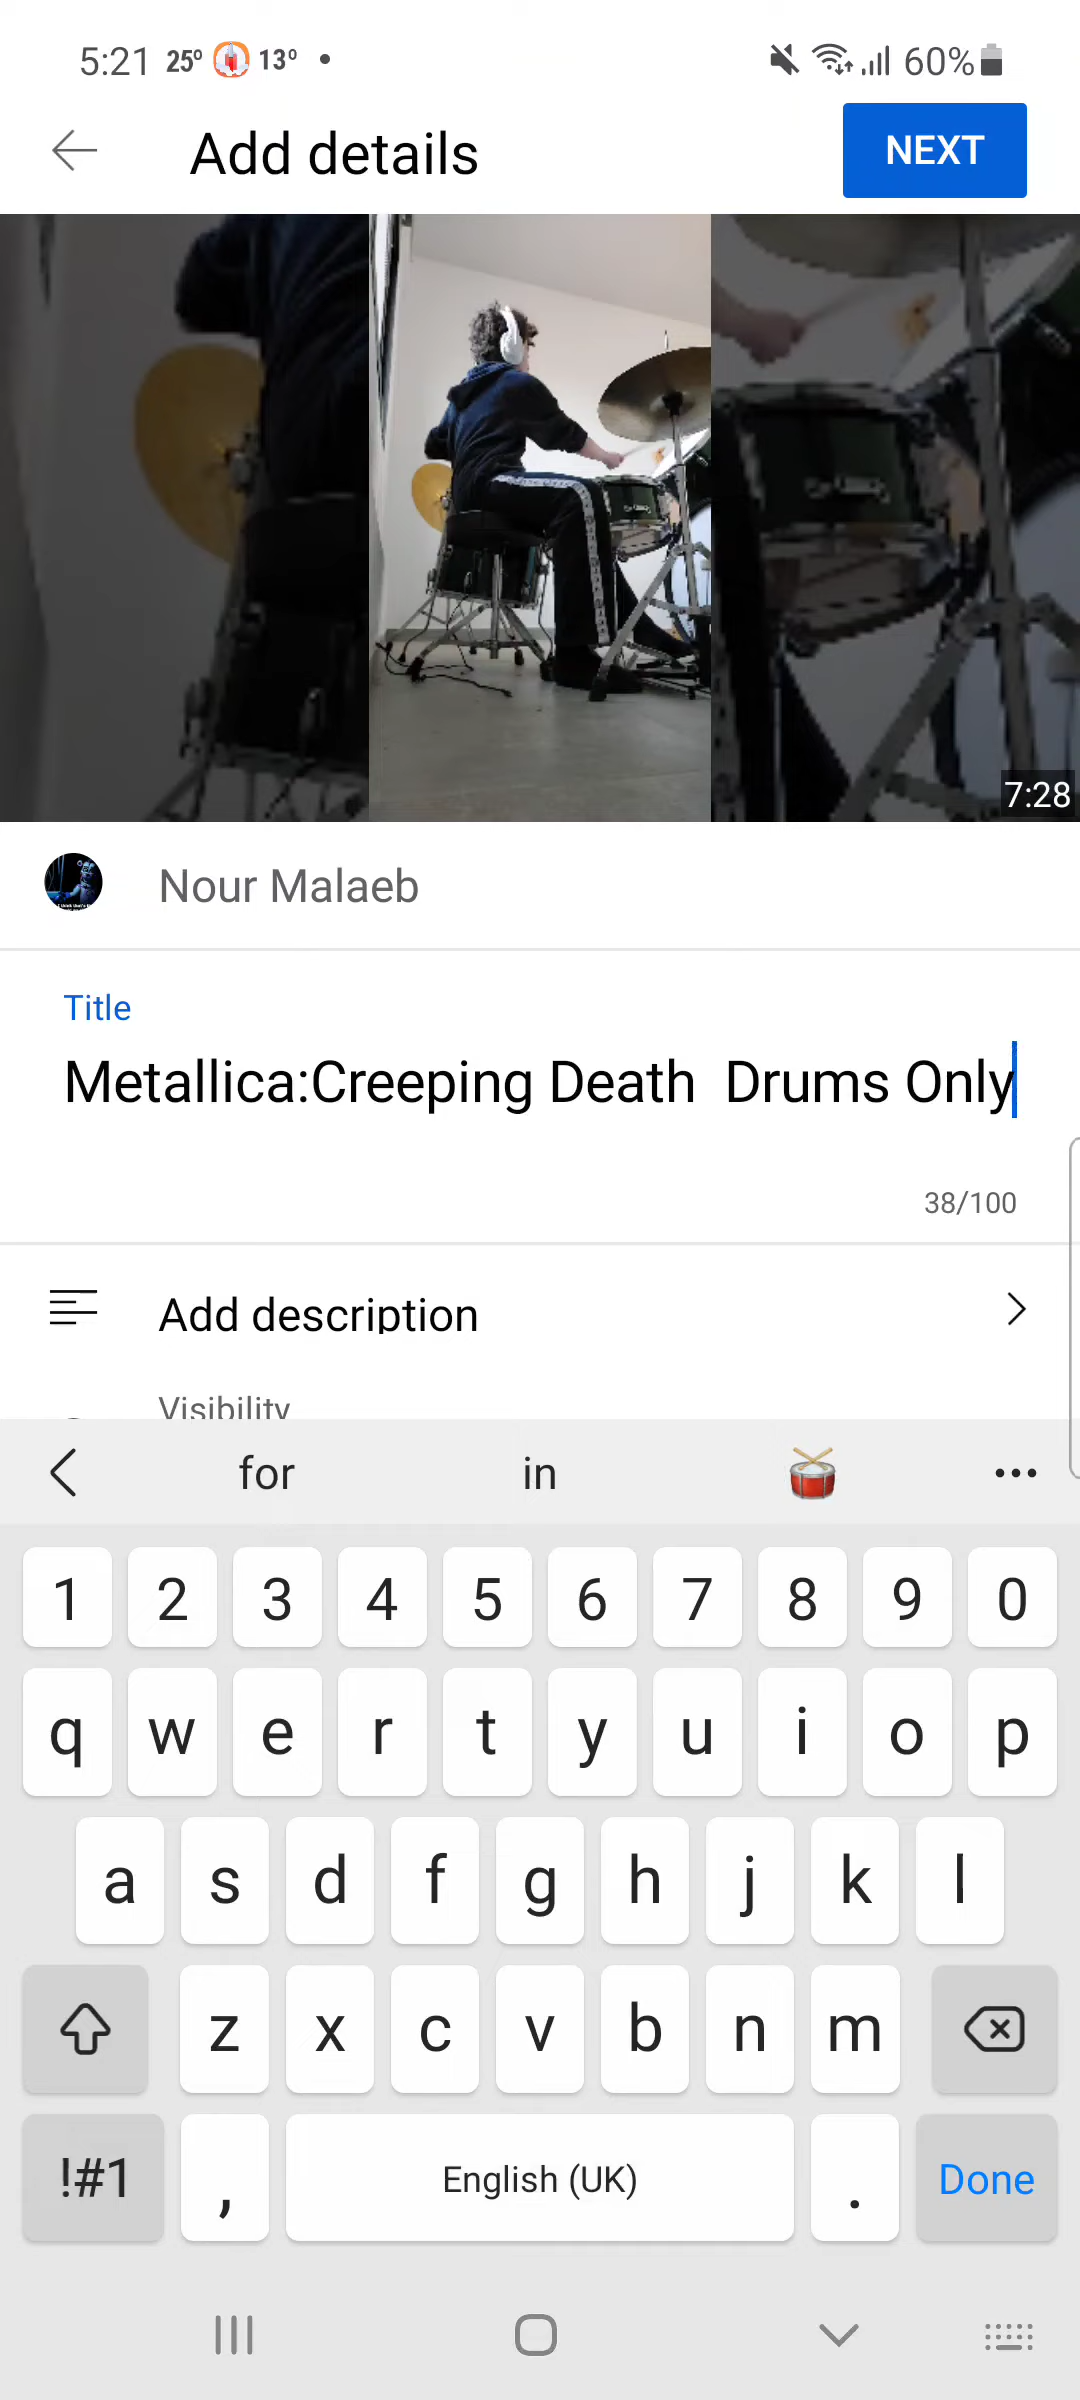 5:21 25° 13° • 60%
Add details NEXT
7:28
Nour Malaeb
Title
Metallica:Creeping Death  Drums Only
38/100
Add description
Visibility
for in
1 2 3 4 5 6 7 8 9 0
q w e r t y u i o p
a s d f g h j k l
z x c v b n m
!#1 , English (UK) . Done